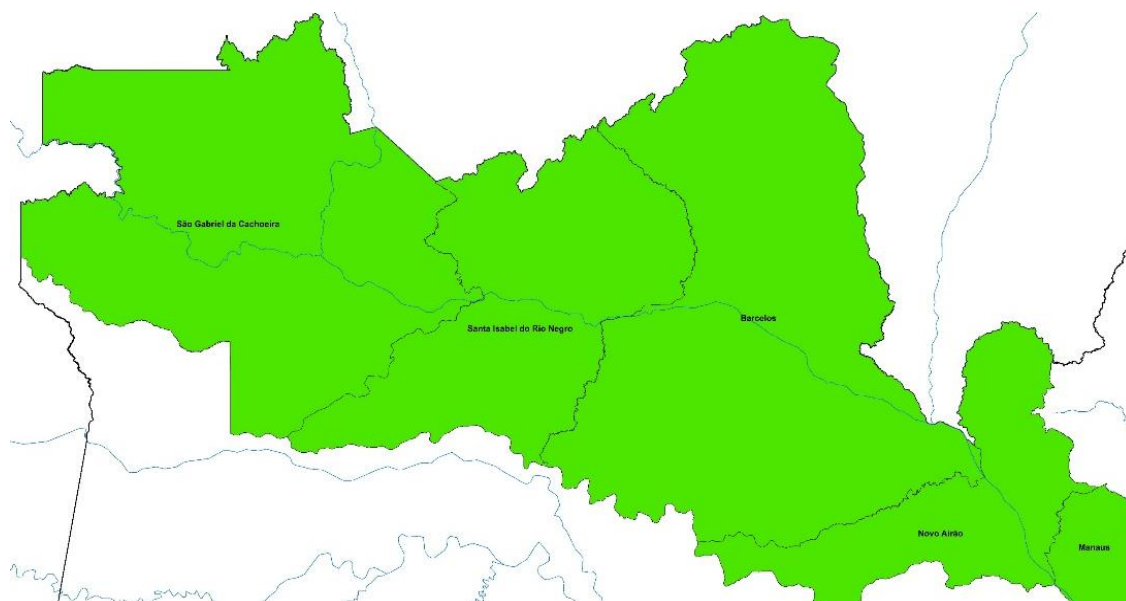 São Gabriel da Cachoeira
Santa Isabel do Rio Negro
Barcelos
Novo Airão
Manaus